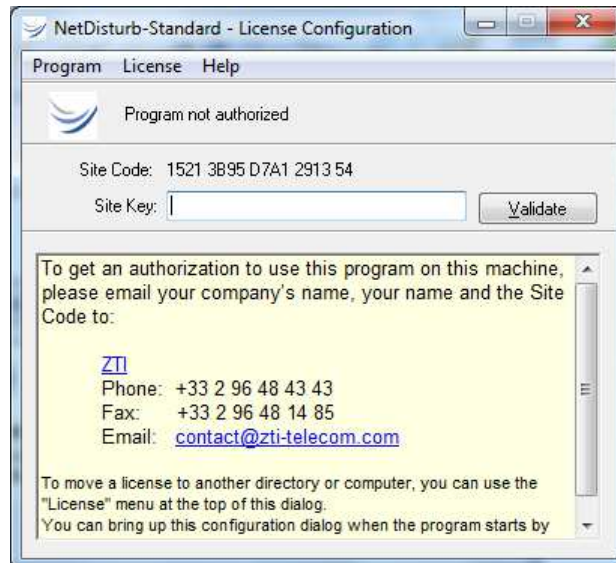 NetDisturb-Standard - License Configuration
Program License Help
Program not authorized
Site Code: 1521 3B95 D7A1 2913 54
Site Key:
Validate
To get an authorization to use this program on this machine,
please email your company's name, your name and the Site
Code to:
ZTI
Phone: +33 2 96 48 43 43
Fax: +33 2 96 48 14 85
Email: contact@zti-telecom.com
To move a license to another directory or computer, you can use the
"License" menu at the top of this dialog.
You can bring up this configuration dialog when the program starts by